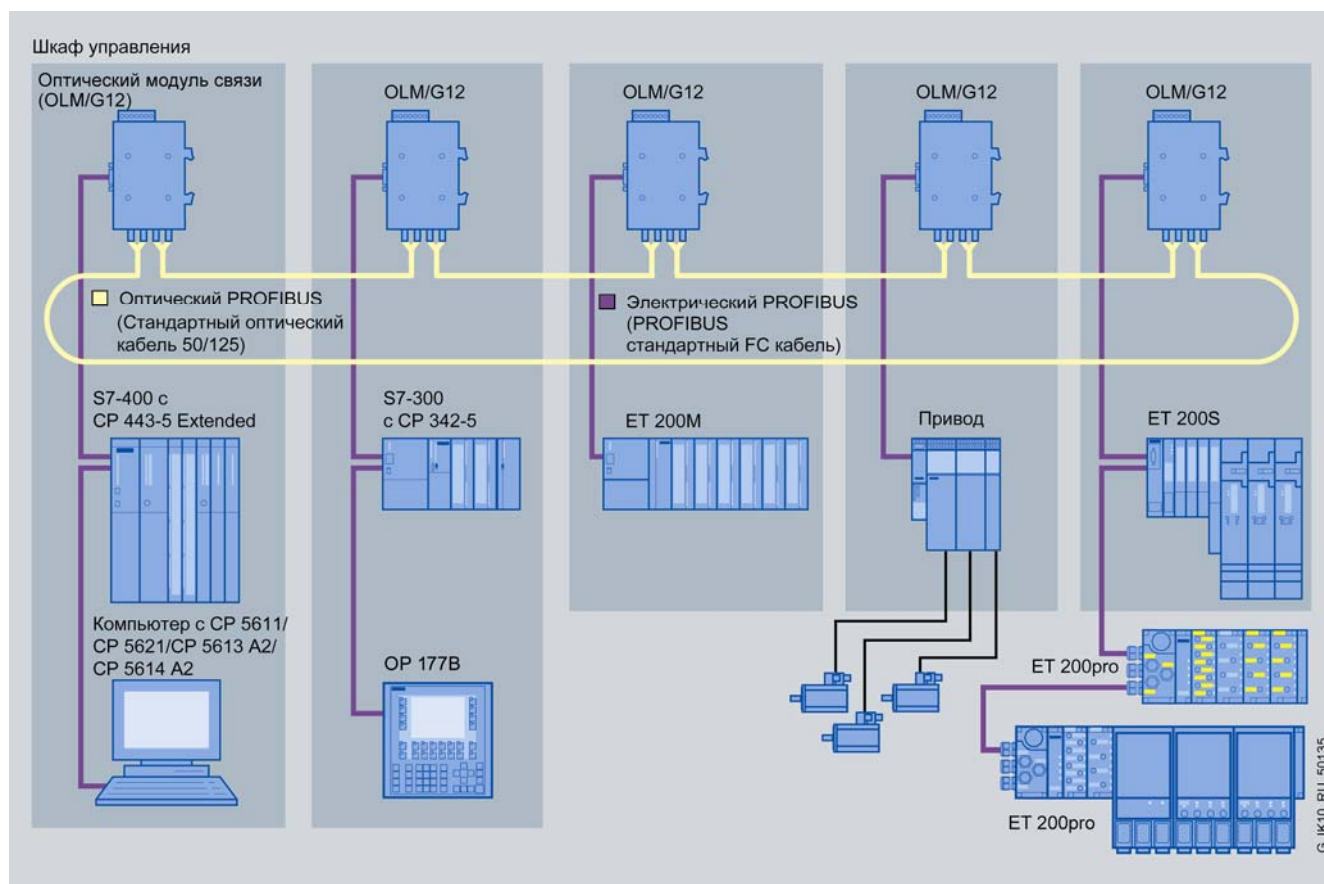 Шкаф управления
Оптический модуль связи
(OLM/G12)
OLM/G12
OLM/G12
OLM/G12
OLM/G12
Оптический PROFIBUS
(Стандартный оптический
кабель 50/125)
Электрический PROFIBUS
(PROFIBUS
стандартный FC кабель)
S7-400 с
CP 443-5 Extended
S7-300
с CP 342-5
ET 200M
Привод
ET 200S
Компьютер с CP 5611/
CP 5621/CP 5613 A2/
CP 5614 A2
OP 177B
ET 200pro
ET 200pro
G_IK10_RU_50135